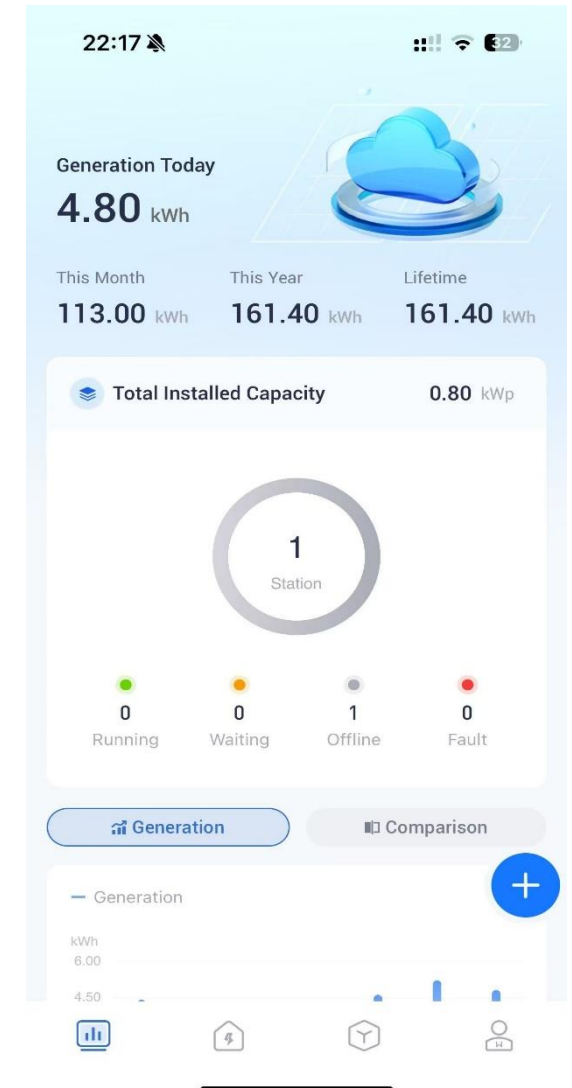 22:17
32
Generation Today
4.80 kWh
This Month This Year Lifetime
113.00 kWh 161.40 kWh 161.40 kWh
Total Installed Capacity 0.80 kWp
1
Station
0 0 1 0
Running Waiting Offline Fault
Generation Comparison
Generation
kWh
6.00
4.50